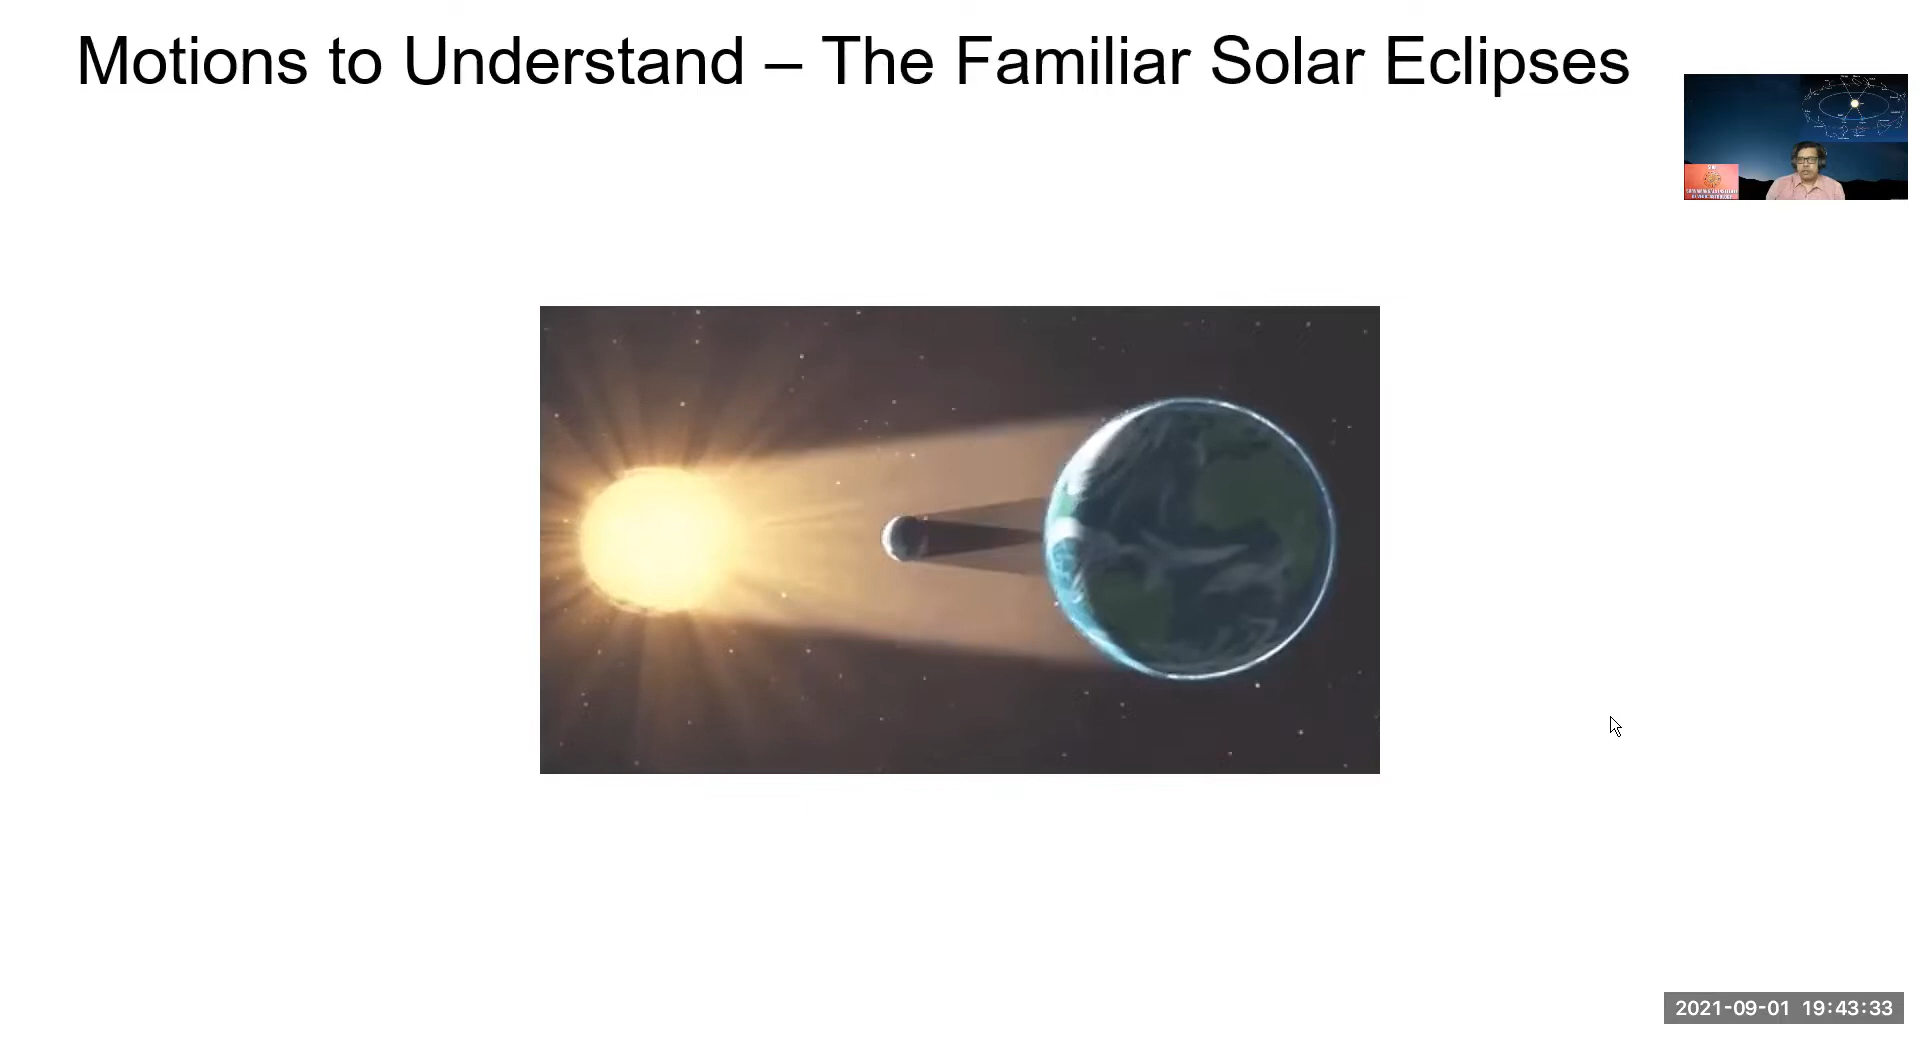 Motions to Understand – The Familiar Solar Eclipses
2021-09-01 19:43:33